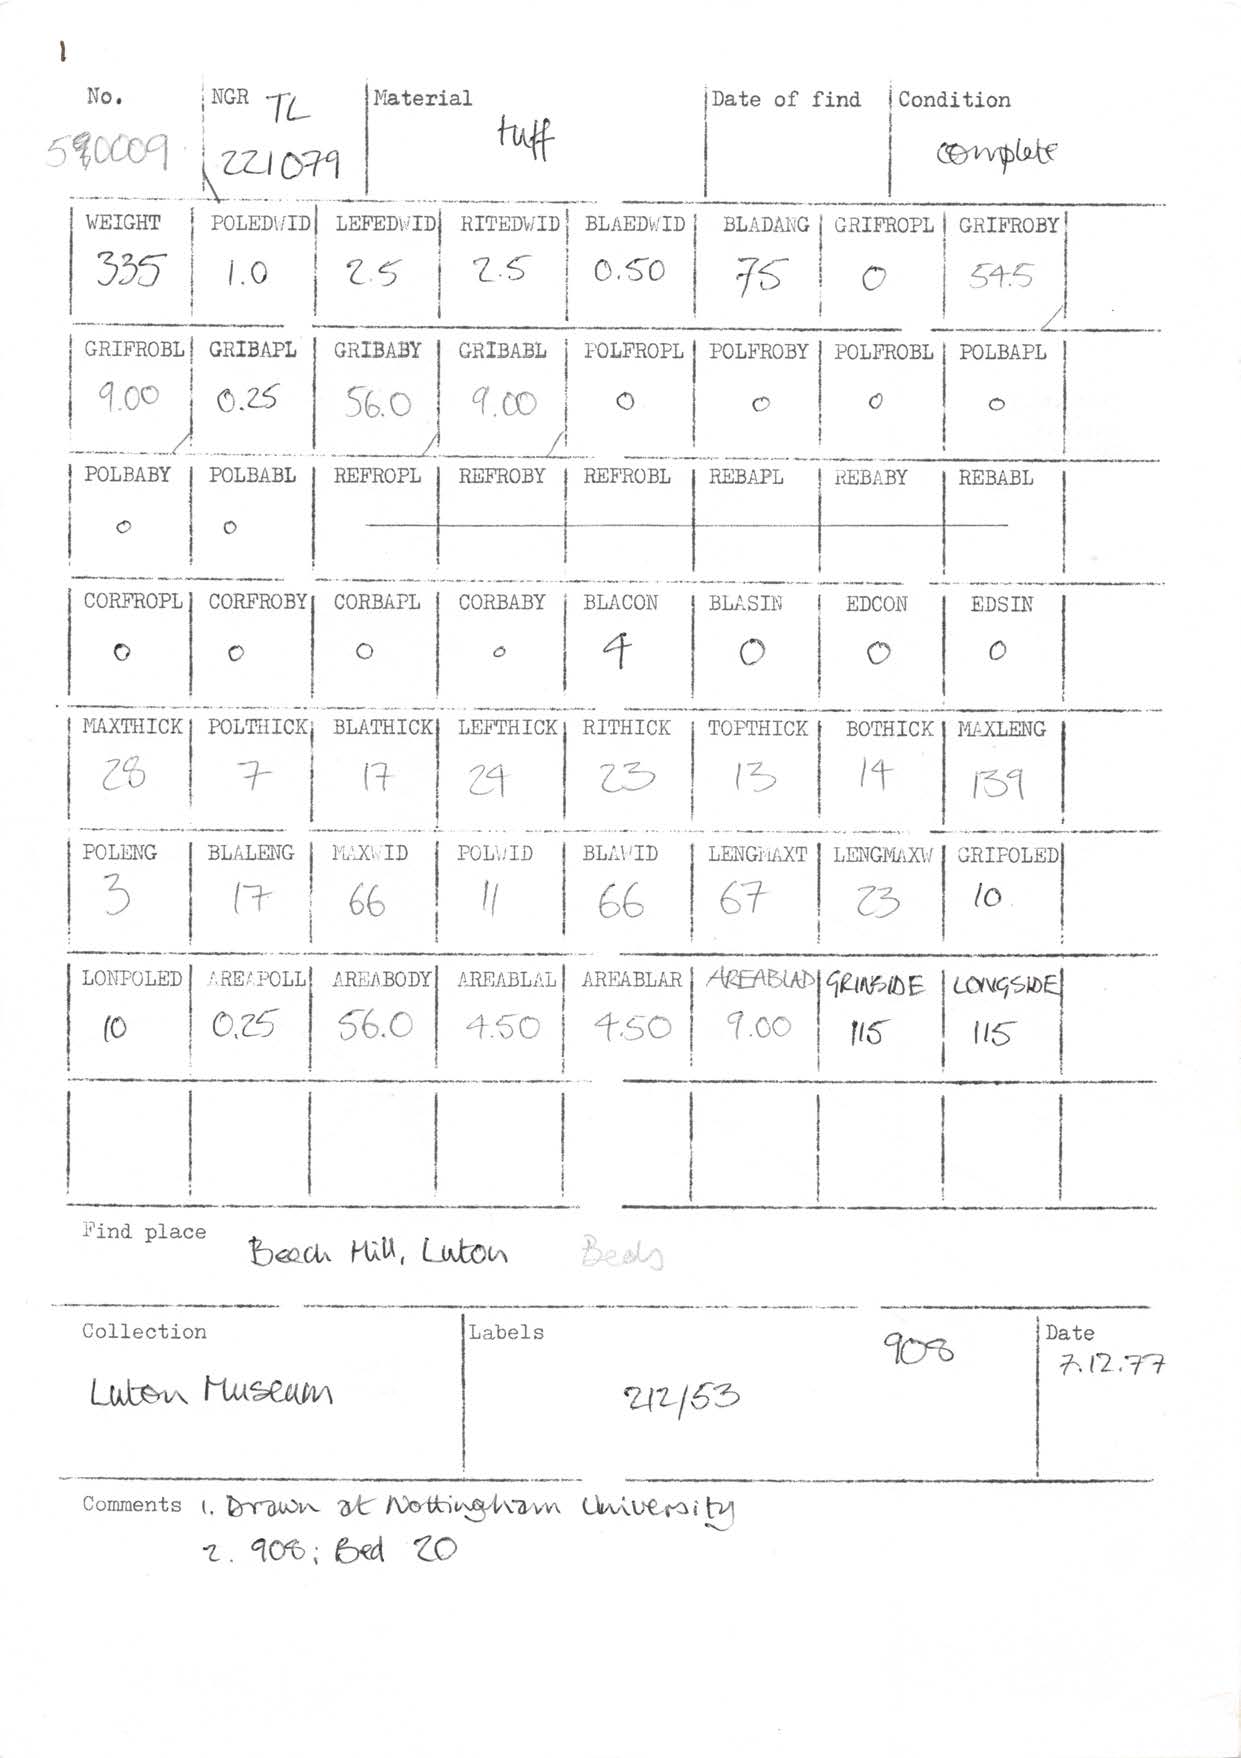 1
No. NGR TL Material Date of find Condition
221079 tuff complete
WEIGHT POLEDWID LEFEDWID RITEDWID BLAEDWID BLADANG GRIFROPL GRIFROBY
335 1.0 2.5 2.5 0.50 75 0 54.5
GRIFROBL GRIBAPL GRIBABY GRIBABL POLFROPL POLFROBY POLFROBL POLBAPL
9.00 0.25 56.0 9.00 0 0 0 0
POLBABY POLBABL REFROPL REFROBY REFROBL REBAPL REBABY REBABL
0 0
CORFROPL CORFROBY CORBAPL CORBABY BLACON BLASIN EDCON EDSIN
0 0 0 0 4 0 0 0
MAXTHICK POLTHICK BLATHICK LEFTHICK RITHICK TOPTHICK BOTHICK MAXLENG
28 7 17 24 23 13 14 139
POLENG BLALENG MAXWID POLWID BLAWID LENGMAXT LENGMAXW GRIPOLED
3 17 66 11 66 67 23 10
LONPOLED AREAPOLL AREABODY AREABLAL AREABLAR AREABLAD GRINSIDE LONGSIDE
10 0.25 56.0 4.50 4.50 9.00 115 115
Find place Beech Hill, Luton Beds
Collection Labels 908 Date
7.12.77
Luton Museum 212/53
Comments 1. Drawn at Nottingham University
2. 908; Bed 20